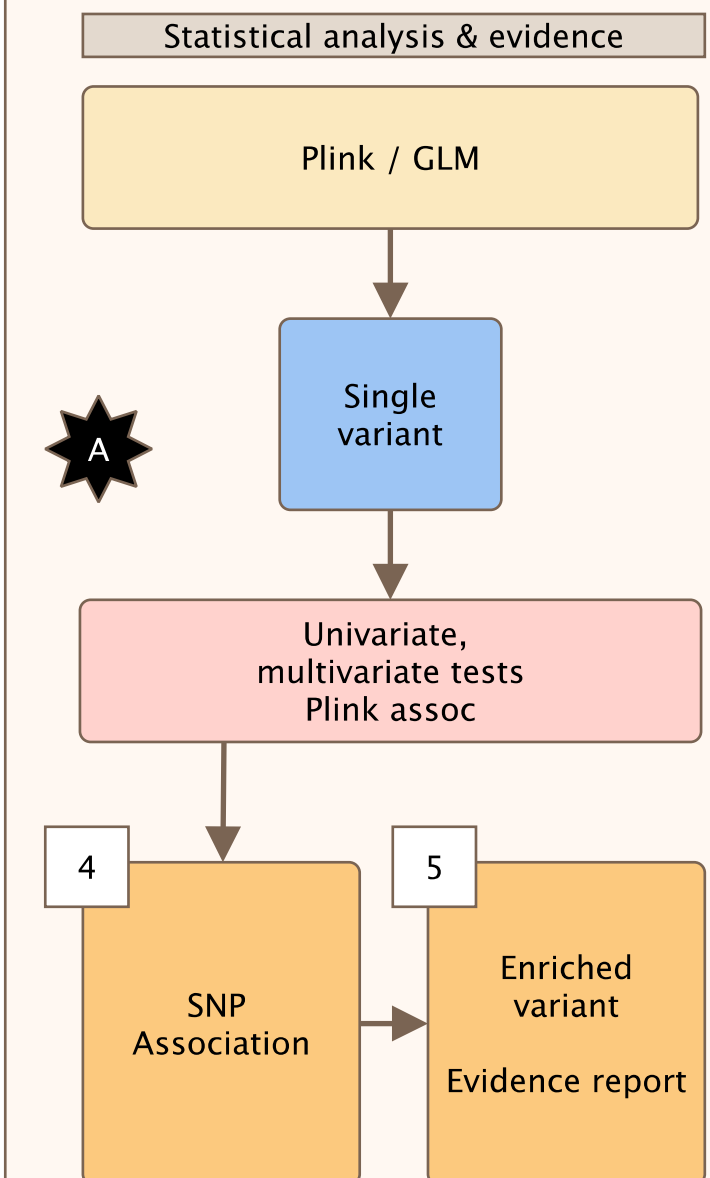 Statistical analysis & evidence
Plink / GLM
Single
variant
A
Univariate,
multivariate tests
Plink assoc
4
SNP
Association
5
Enriched
variant
Evidence report